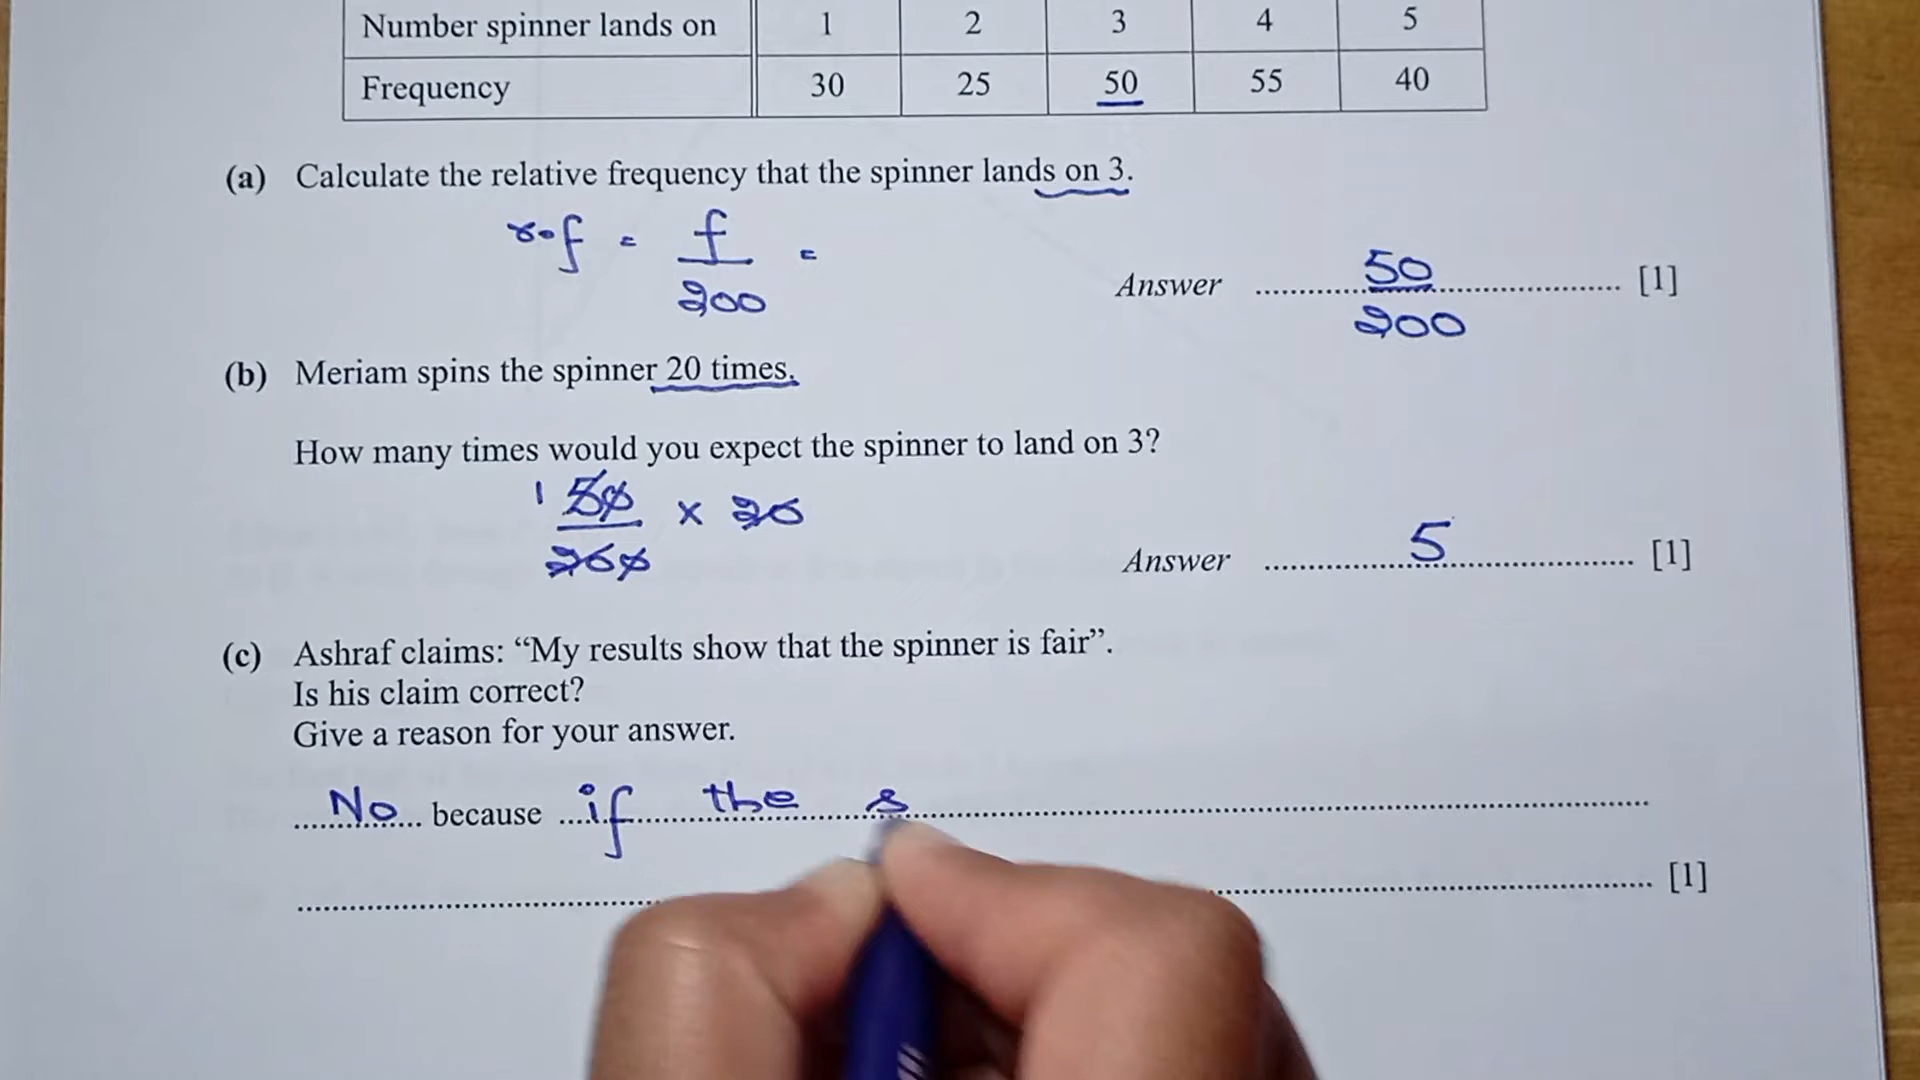 Number spinner lands on 1 2 3 4 5
Frequency 30 25 50 55 40
(a) Calculate the relative frequency that the spinner lands on 3.
r.f = f/200 =
Answer ........ 50/200 ........ [1]
(b) Meriam spins the spinner 20 times.
How many times would you expect the spinner to land on 3?
1 50/200 × 20
Answer ........ 5 ........ [1]
(c) Ashraf claims: “My results show that the spinner is fair”.
Is his claim correct?
Give a reason for your answer.
No because if the s
[1]